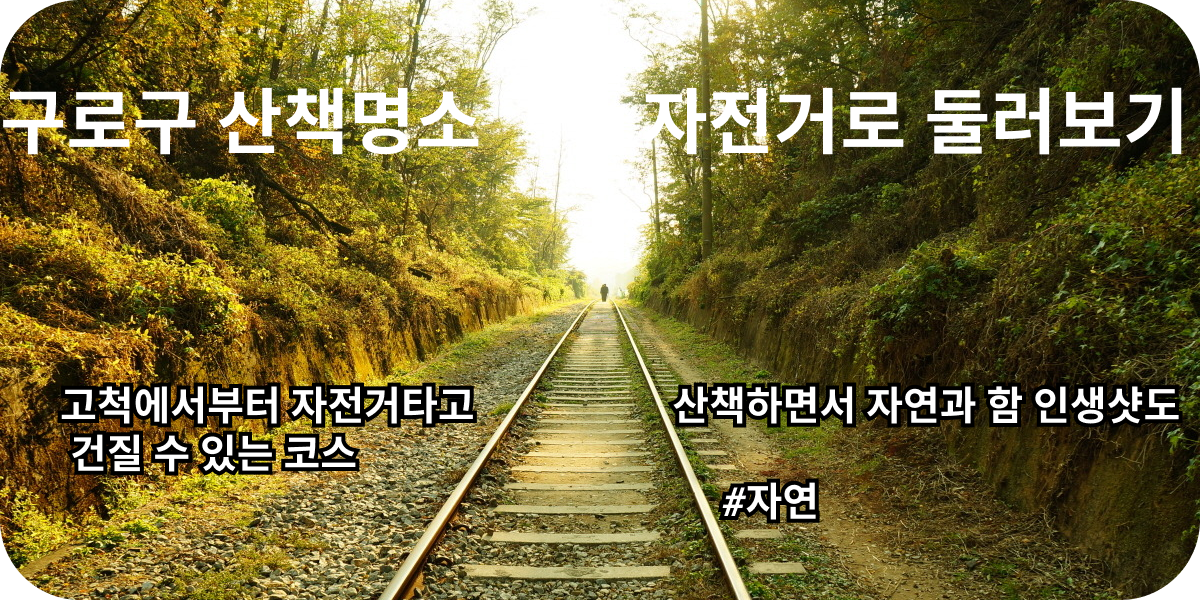 구로구 산책명소 자전거로 둘러보기
고척에서부터 자전거타고 산책하면서 자연과 함 인생샷도
건질 수 있는 코스
#자연